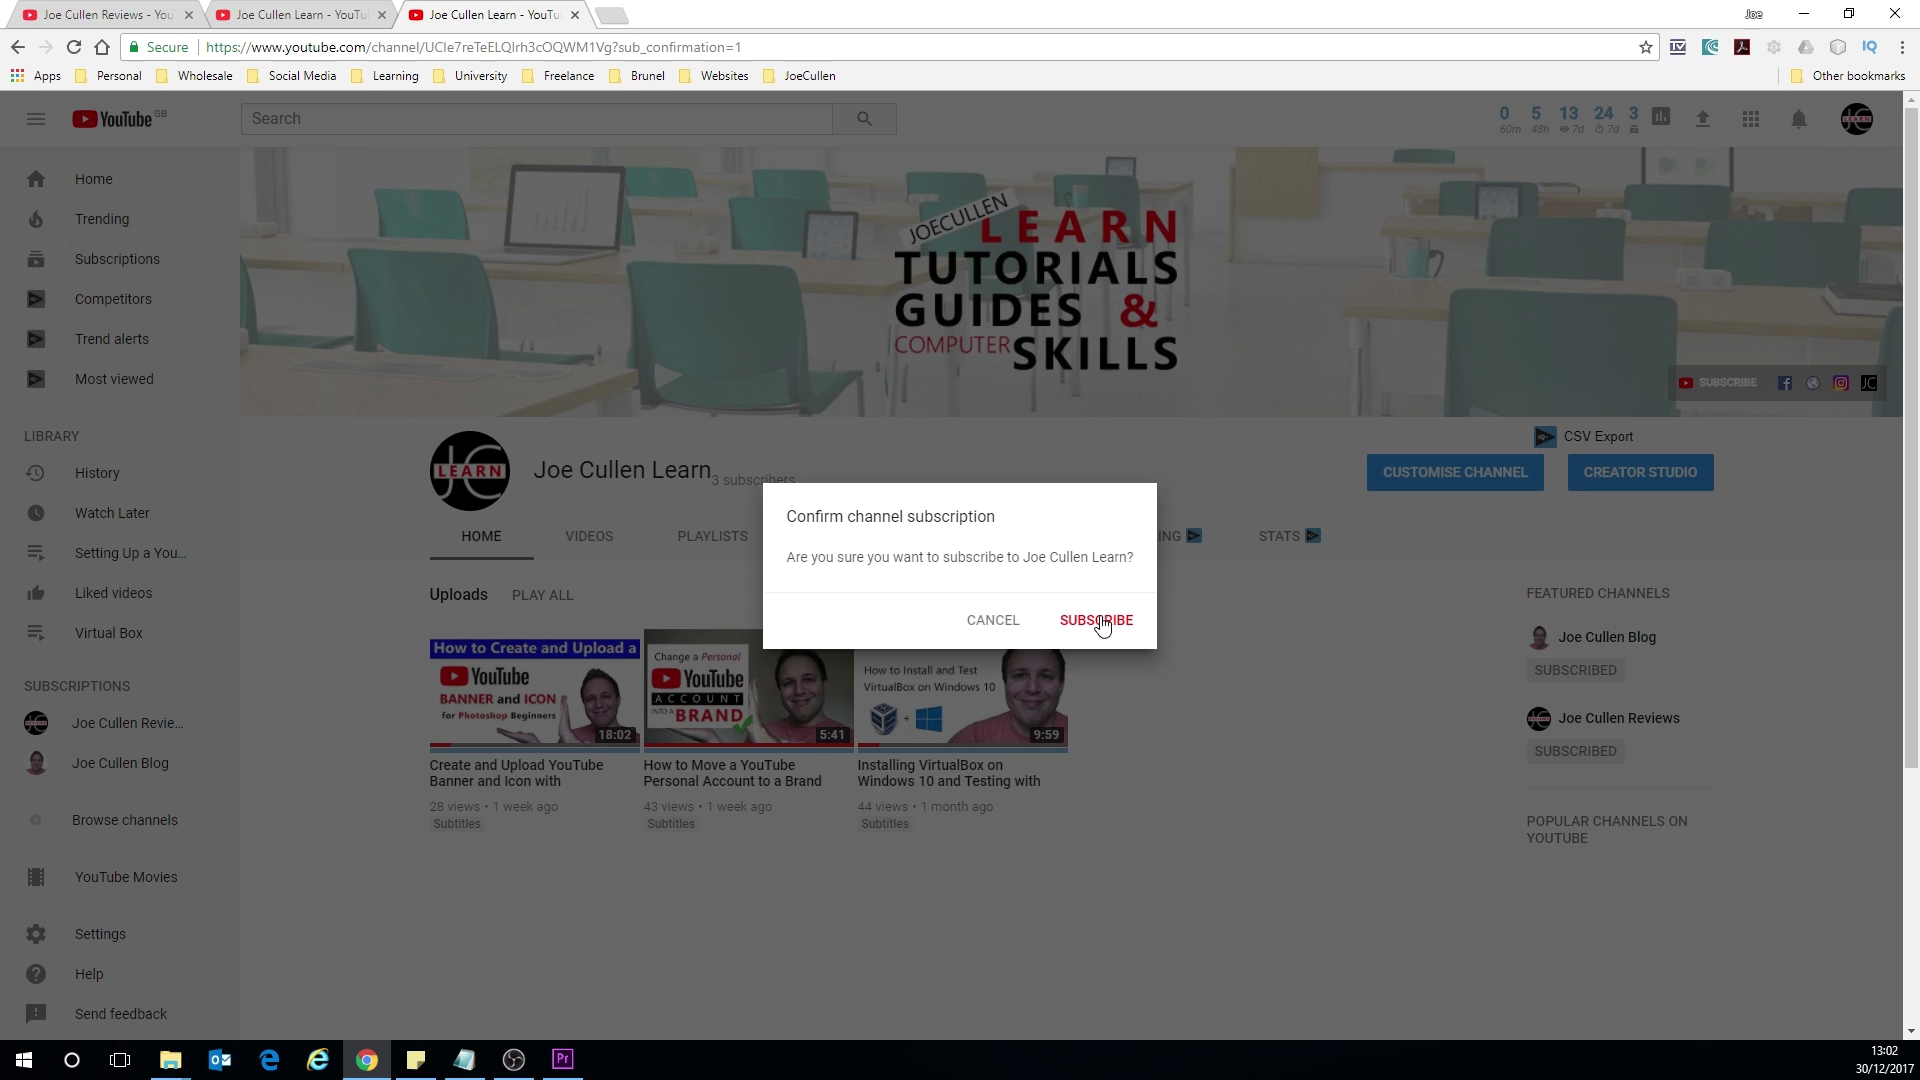 Joe Cullen Reviews - You
Joe Cullen Learn - YouTu
Joe Cullen Learn - YouTu
Joe
Secure
https://www.youtube.com/channel/UCIe7reTeELQIrh3cOQWM1Vg?sub_confirmation=1
Apps
Personal
Wholesale
Social Media
Learning
University
Freelance
Brunel
Websites
JoeCullen
Other bookmarks
YouTube GB
Search
0 5 13 24 3
60m 48h 7d 7d
Home
Trending
Subscriptions
Competitors
Trend alerts
Most viewed
LIBRARY
History
Watch Later
Setting Up a You...
Liked videos
Virtual Box
SUBSCRIPTIONS
Joe Cullen Revie...
Joe Cullen Blog
Browse channels
YouTube Movies
Settings
Help
Send feedback
JOECULLEN
LEARN
TUTORIALS
GUIDES &
COMPUTER SKILLS
SUBSCRIBE
JC
CSV Export
LEARN
Joe Cullen Learn
3 subscribers
CUSTOMISE CHANNEL
CREATOR STUDIO
HOME
VIDEOS
PLAYLISTS
ING
STATS
Confirm channel subscription
Are you sure you want to subscribe to Joe Cullen Learn?
CANCEL
SUBSCRIBE
Uploads
PLAY ALL
How to Create and Upload a
YouTube
BANNER and ICON
for Photoshop Beginners
18:02
Create and Upload YouTube
Banner and Icon with
28 views • 1 week ago
Subtitles
Change a Personal
YouTube
ACCOUNT
INTO A BRAND
5:41
How to Move a YouTube
Personal Account to a Brand
43 views • 1 week ago
Subtitles
How to Install and Test
VirtualBox on Windows 10
+
9:59
Installing VirtualBox on
Windows 10 and Testing with
44 views • 1 month ago
Subtitles
FEATURED CHANNELS
Joe Cullen Blog
SUBSCRIBED
Joe Cullen Reviews
SUBSCRIBED
POPULAR CHANNELS ON
YOUTUBE
Pr
13:02
30/12/2017